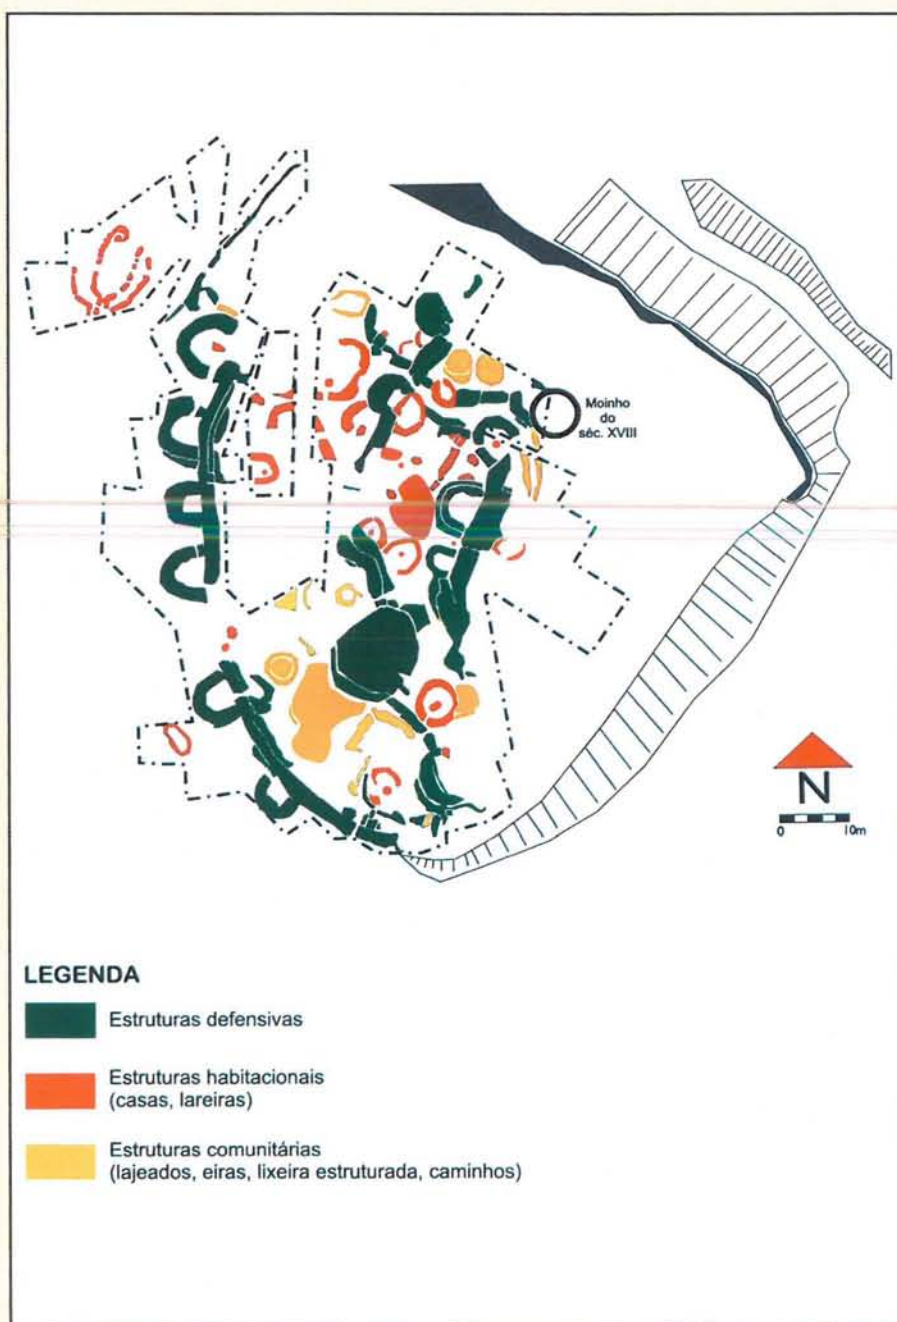 Moinho
do
séc. XVIII
N
0 10m
LEGENDA
Estruturas defensivas
Estruturas habitacionais
(casas, lareiras)
Estruturas comunitárias
(lajeados, eiras, lixeira estruturada, caminhos)